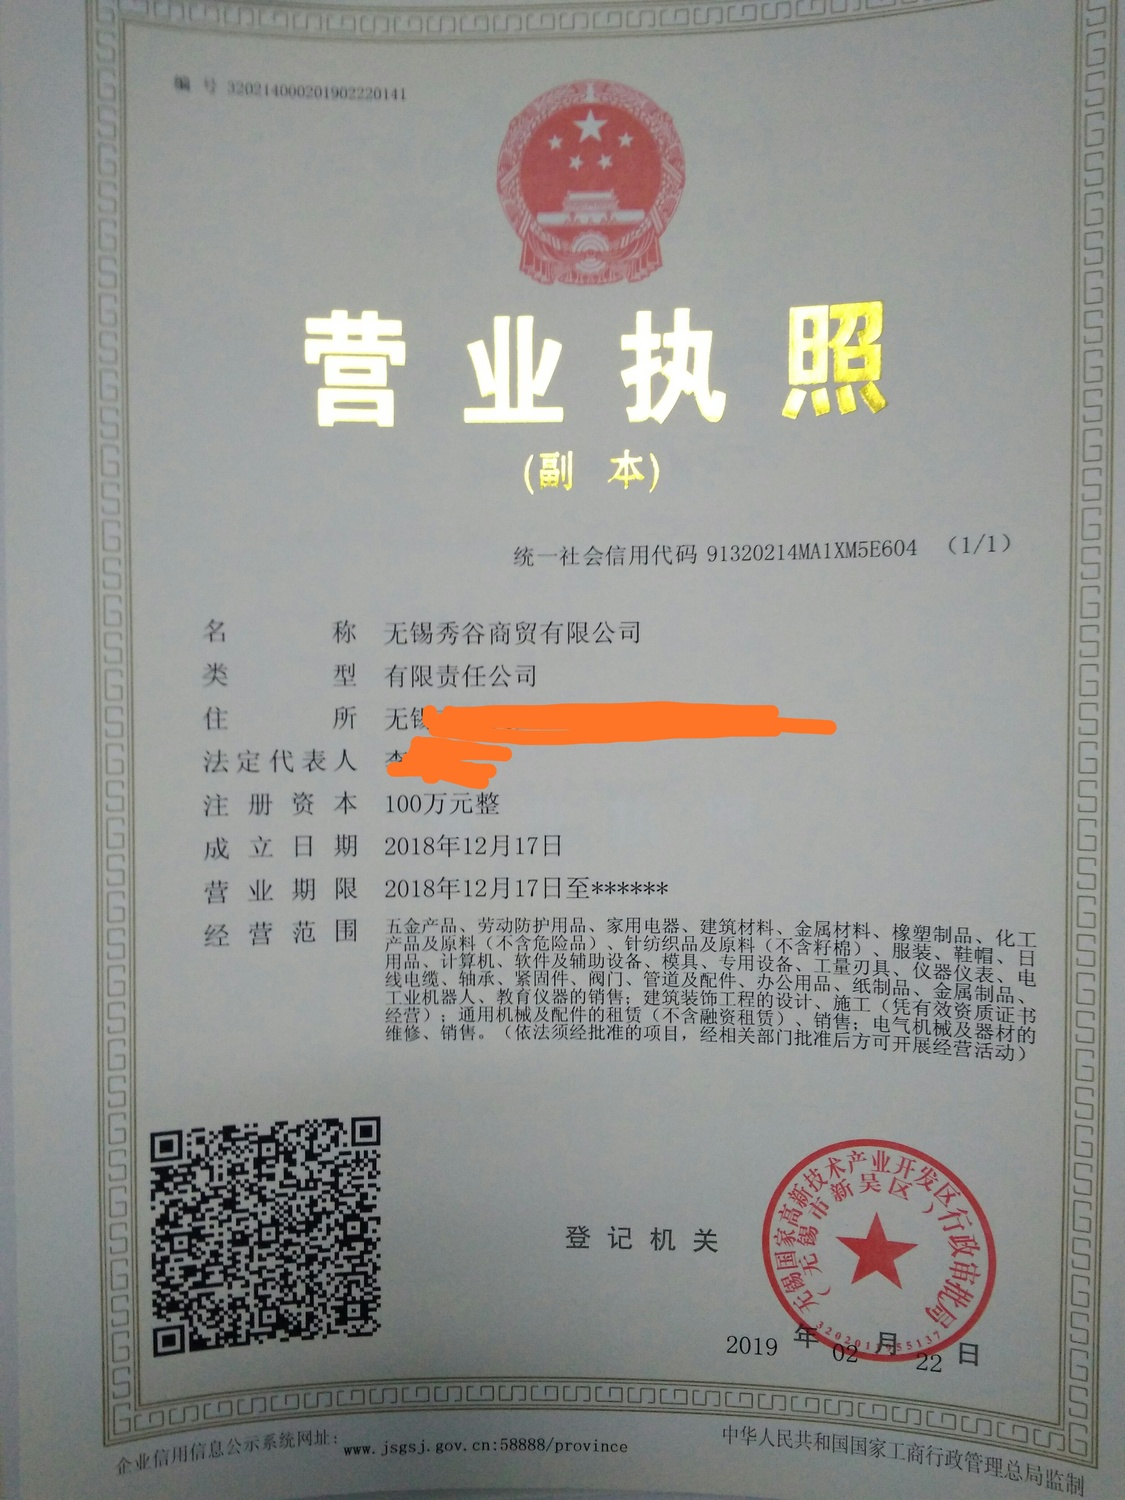 编 号 320214000201902220141
营业执照
(副 本)
统一社会信用代码 91320214MA1XM5E604 (1/1)
名 称 无锡秀谷商贸有限公司
类 型 有限责任公司
住 所 无锡
法定代表人 李
注 册 资 本 100万元整
成 立 日 期 2018年12月17日
营 业 期 限 2018年12月17日至******
经 营 范 围 五金产品、劳动防护用品、家用电器、建筑材料、金属材料、橡塑制品、化工
产品及原料（不含危险品）、针纺织品及原料（不含籽棉）、服装、鞋帽、日
用品、计算机、软件及辅助设备、模具、专用设备、工量刃具、仪器仪表、电
线电缆、轴承、紧固件、阀门、管道及配件、办公用品、纸制品、金属制品、
工业机器人、教育仪器的销售；建筑装饰工程的设计、施工（凭有效资质证书
经营）；通用机械及配件的租赁（不含融资租赁）、销售；电气机械及器材的
维修、销售。（依法须经批准的项目，经相关部门批准后方可开展经营活动）
登 记 机 关
无锡国家高新技术产业开发区行政审批局
（无锡市新吴区）
2019 年 02 月 22 日
企业信用信息公示系统网址: www.jsgsj.gov.cn:58888/province
中华人民共和国国家工商行政管理总局监制